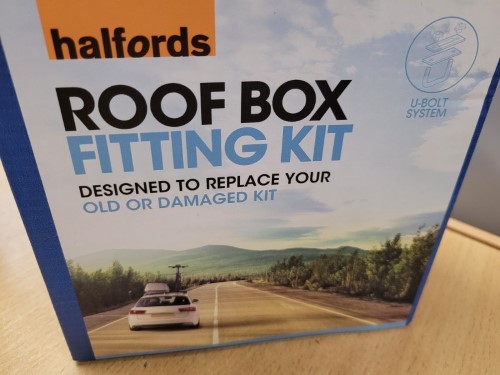 halfords
ROOF BOX
FITTING KIT
DESIGNED TO REPLACE YOUR
OLD OR DAMAGED KIT
U-BOLT
SYSTEM